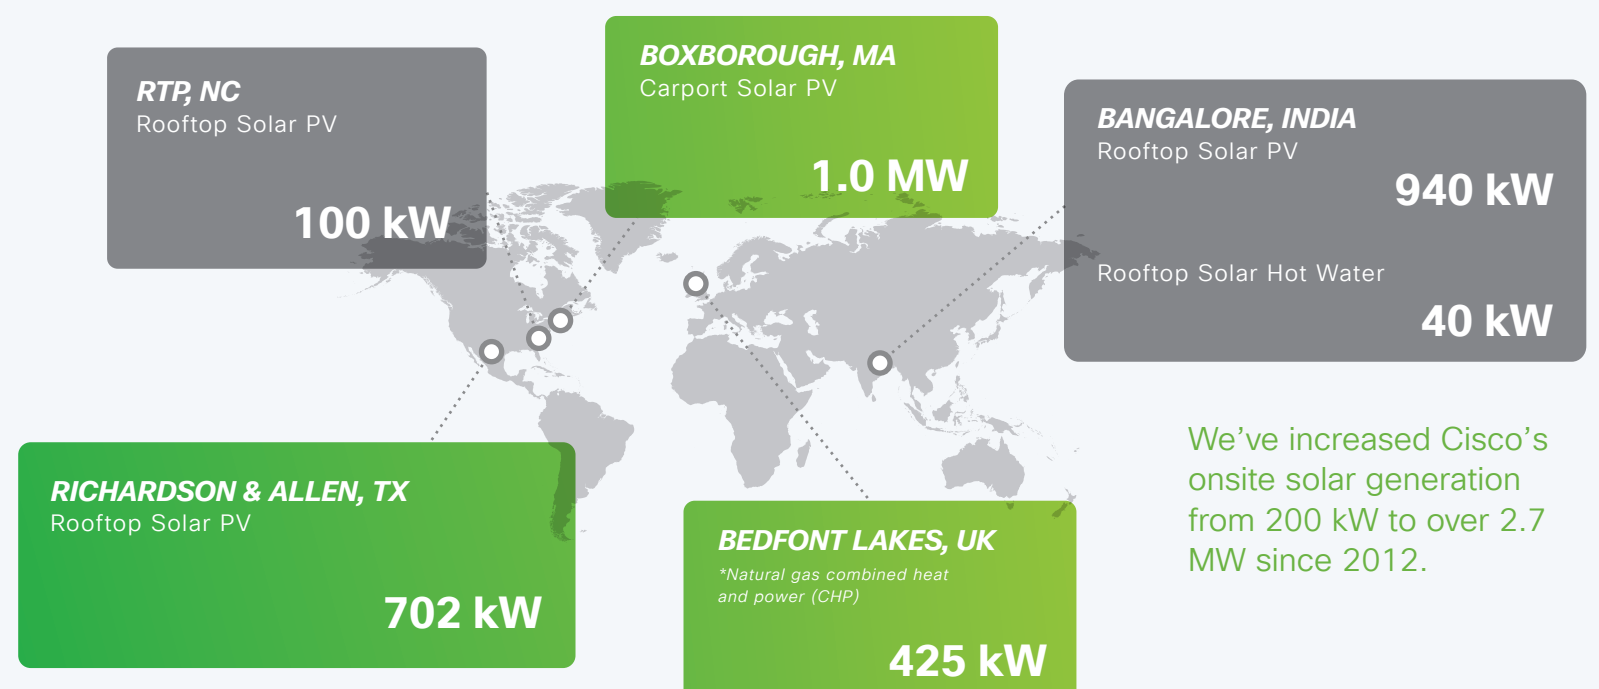 RTP, NC
Rooftop Solar PV
100 kW
BOXBOROUGH, MA
Carport Solar PV
1.0 MW
BANGALORE, INDIA
Rooftop Solar PV
940 kW
Rooftop Solar Hot Water
40 kW
RICHARDSON & ALLEN, TX
Rooftop Solar PV
702 kW
BEDFONT LAKES, UK
*Natural gas combined heat
and power (CHP)
425 kW
We’ve increased Cisco’s
onsite solar generation
from 200 kW to over 2.7
MW since 2012.